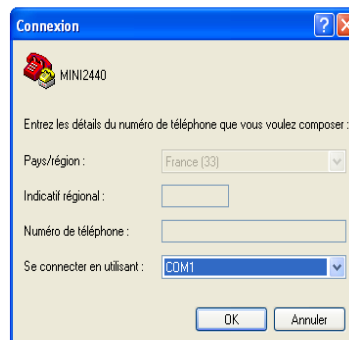 Connexion
MINI2440
Entrez les détails du numéro de téléphone que vous voulez composer :
Pays/région : France (33)
Indicatif régional :
Numéro de téléphone :
Se connecter en utilisant : COM1
OK Annuler